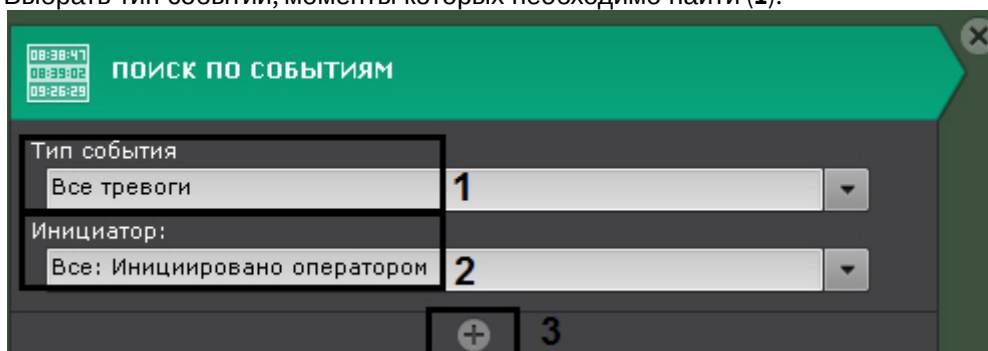 Выбрать тип событий, моменты которых необходимо найти (1).
08:38:47
08:39:02
09:26:29
ПОИСК ПО СОБЫТИЯМ
Тип события
Все тревоги 1
Инициатор:
Все: Инициировано оператором 2
3